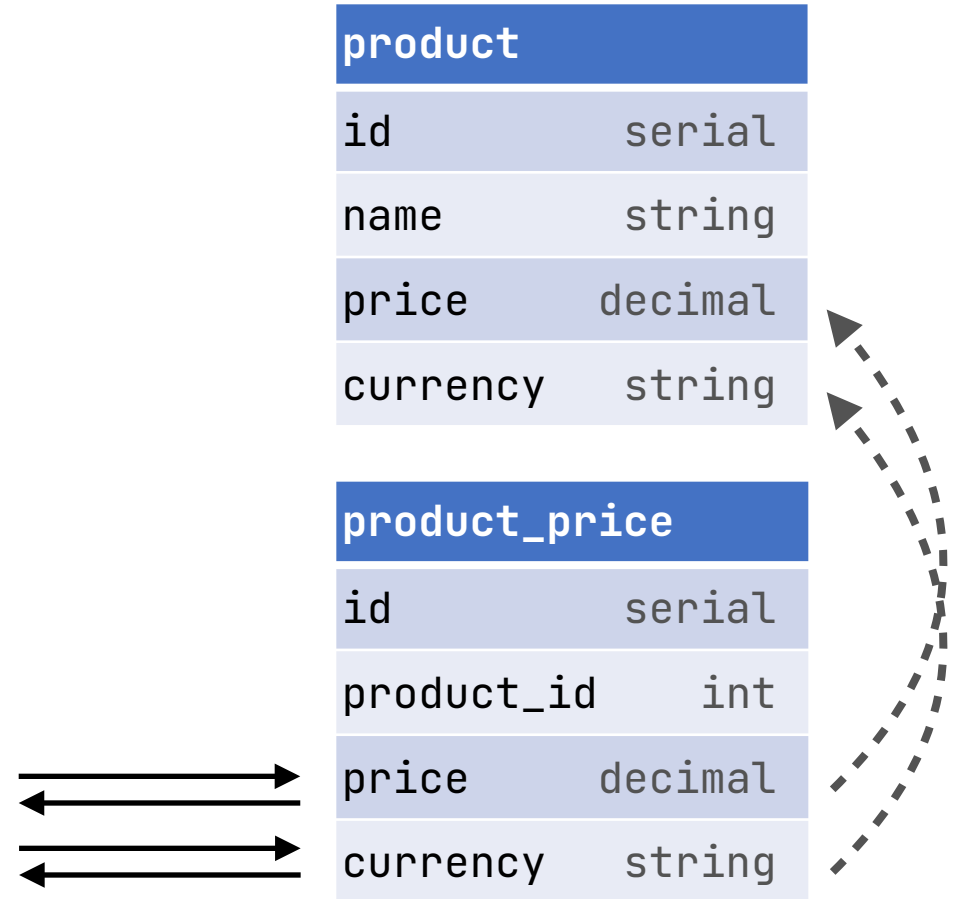 product
id serial
name string
price decimal
currency string
product_price
id serial
product_id int
price decimal
currency string